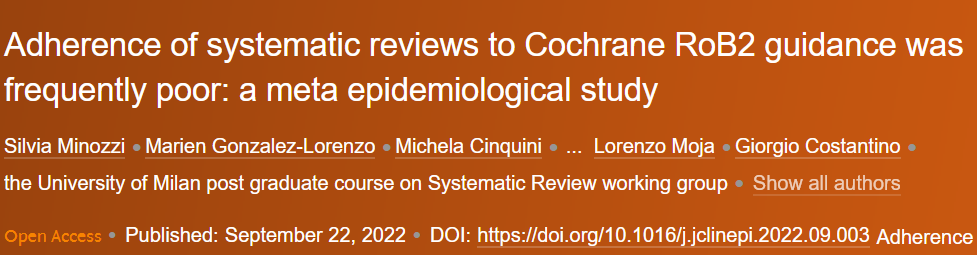 Adherence of systematic reviews to Cochrane RoB2 guidance was
frequently poor: a meta epidemiological study
Silvia Minozzi • Marien Gonzalez-Lorenzo • Michela Cinquini • ... Lorenzo Moja • Giorgio Costantino •
the University of Milan post graduate course on Systematic Review working group • Show all authors
Open Access • Published: September 22, 2022 • DOI: https://doi.org/10.1016/j.jclinepi.2022.09.003 Adherence